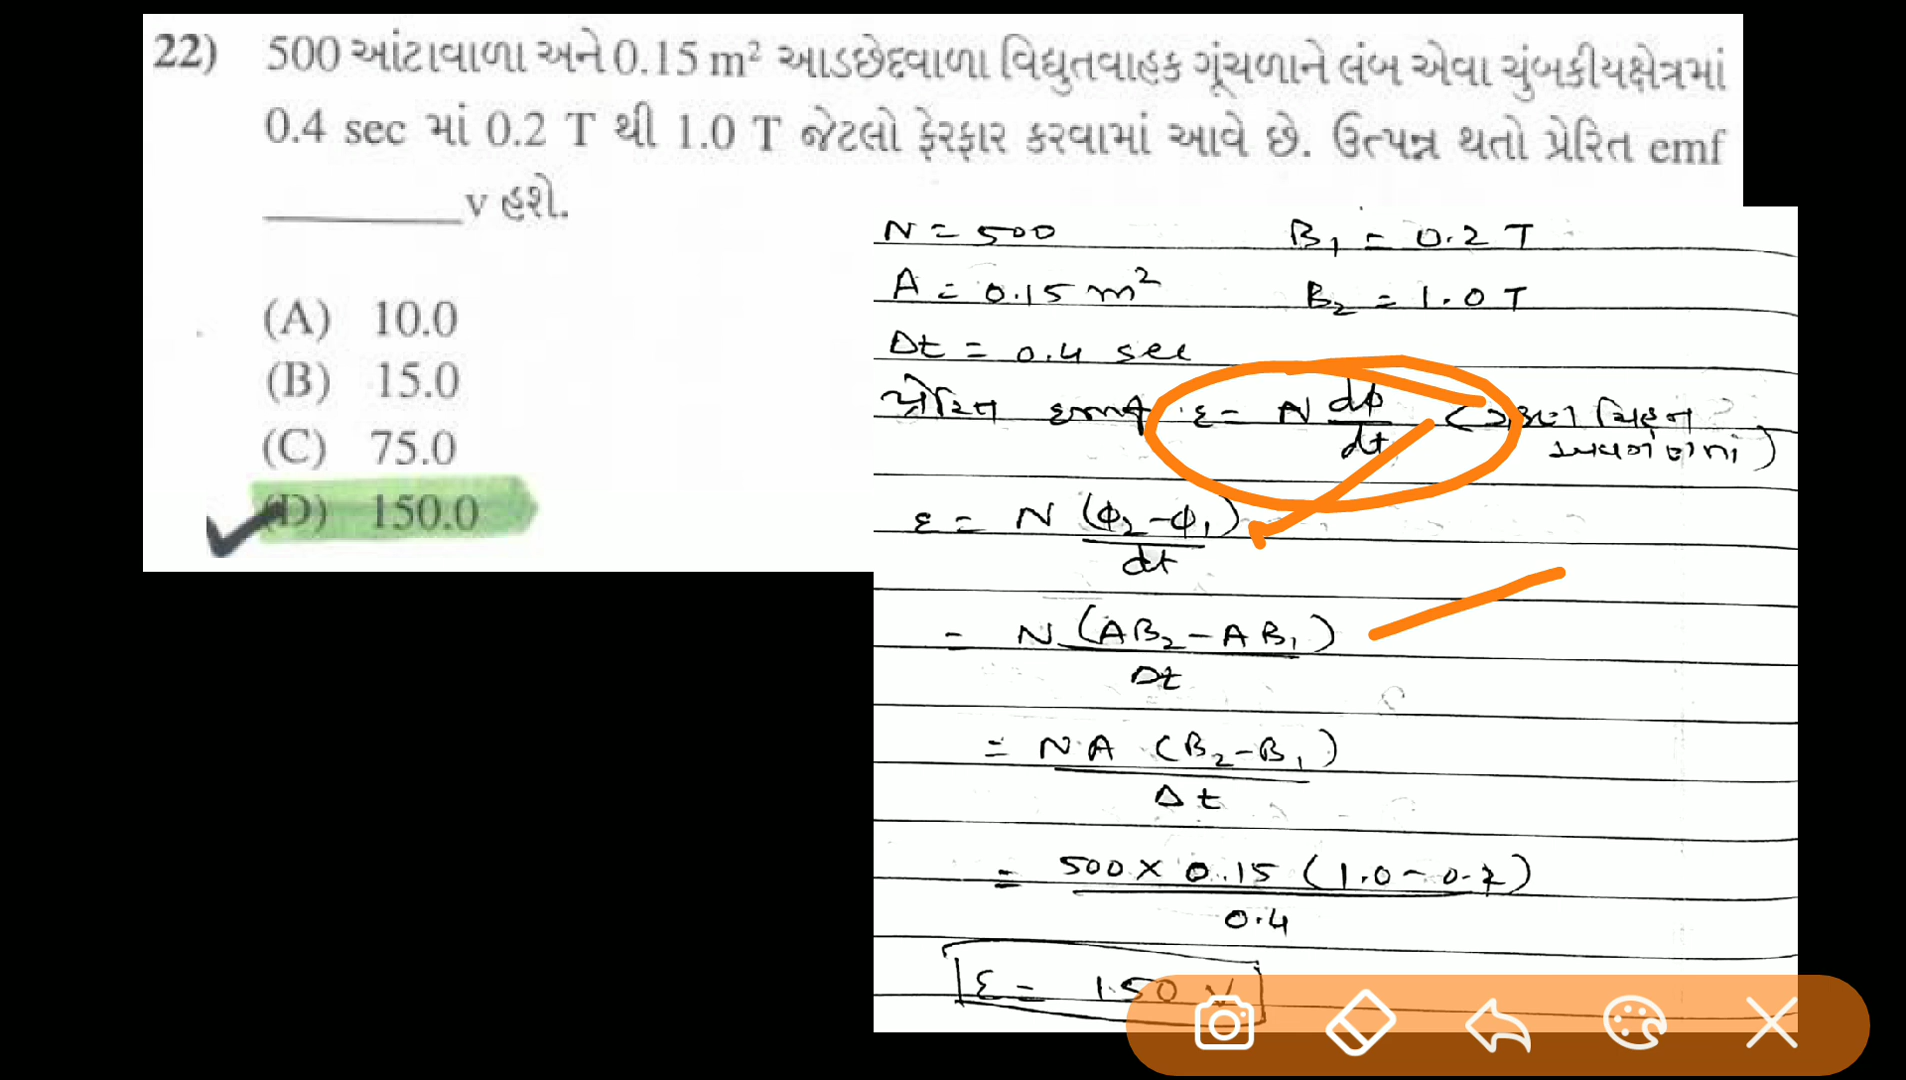 22) 500 આંટાવાળા અને 0.15 m² આડછેદવાળા વિદ્યુતવાહક ગૂંચળાને લંબ એવા ચુંબકીયક્ષેત્રમાં
0.4 sec માં 0.2 T થી 1.0 T જેટલો ફેરફાર કરવામાં આવે છે. ઉત્પન્ન થતો પ્રેરિત emf
________v હશે.
(A) 10.0
(B) 15.0
(C) 75.0
(D) 150.0
N = 500 B₁ = 0.2 T
A = 0.15 m² B₂ = 1.0 T
Δt = 0.4 sec
પ્રેરિત emf ε = N dϕ/dt
ε = N (ϕ₂-ϕ₁)/dt
= N (AB₂ - AB₁)/Δt
= NA (B₂-B₁)/Δt
= 500 × 0.15 (1.0 - 0.2)/0.4
ε = 150 V